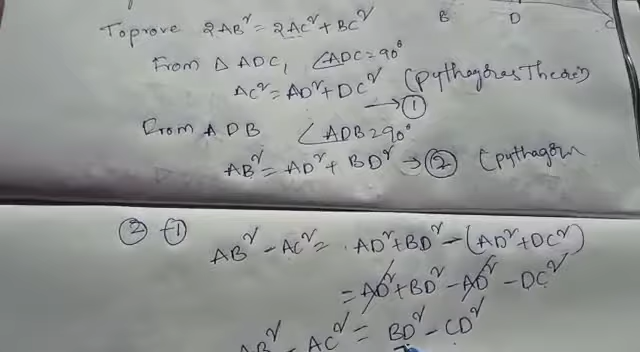 B D C
To prove 2AB² = 2AC² + BC²
From △ ADC, ∠ADC = 90°
AC² = AD² + DC² (Pythagoras
→ ①
From ADB ∠ADB = 90°
AB² = AD² + BD² → ② (Pythagoras
② - ①
AB² - AC² = AD² + BD² - (AD² + DC²)
= AD² + BD² - AD² - DC²
AB² - AC² = BD² - CD²